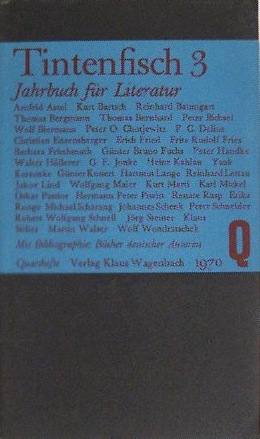 Tintenfisch 3
Jahrbuch für Literatur
Arnfrid Astel Kurt Bartsch Reinhard Baumgart
Thomas Bergmann Thomas Bernhard Peter Bichsel
Wolf Biermann Peter O. Chotjewitz F. C. Delius
Christian Enzensberger Erich Fried Fritz Rudolf Fries
Barbara Frischmuth Günter Bruno Fuchs Peter Handke
Walter Höllerer G. F. Jonke Heinz Kahlau Yaak
Karsunke Günter Kunert Hartmut Lange Reinhard Lettau
Jakov Lind Wolfgang Maier Kurt Marti Karl Mickel
Oskar Pastior Hermann Peter Piwitt Renate Rasp Erika
Runge Michael Scharang Johannes Schenk Peter Schneider
Robert Wolfgang Schnell Jörg Steiner Klaus
Stiller Martin Walser Wolf Wondratschek
Mit Bibliographie: Bücher deutscher Autoren
Quarthefte Verlag Klaus Wagenbach 1970
Q